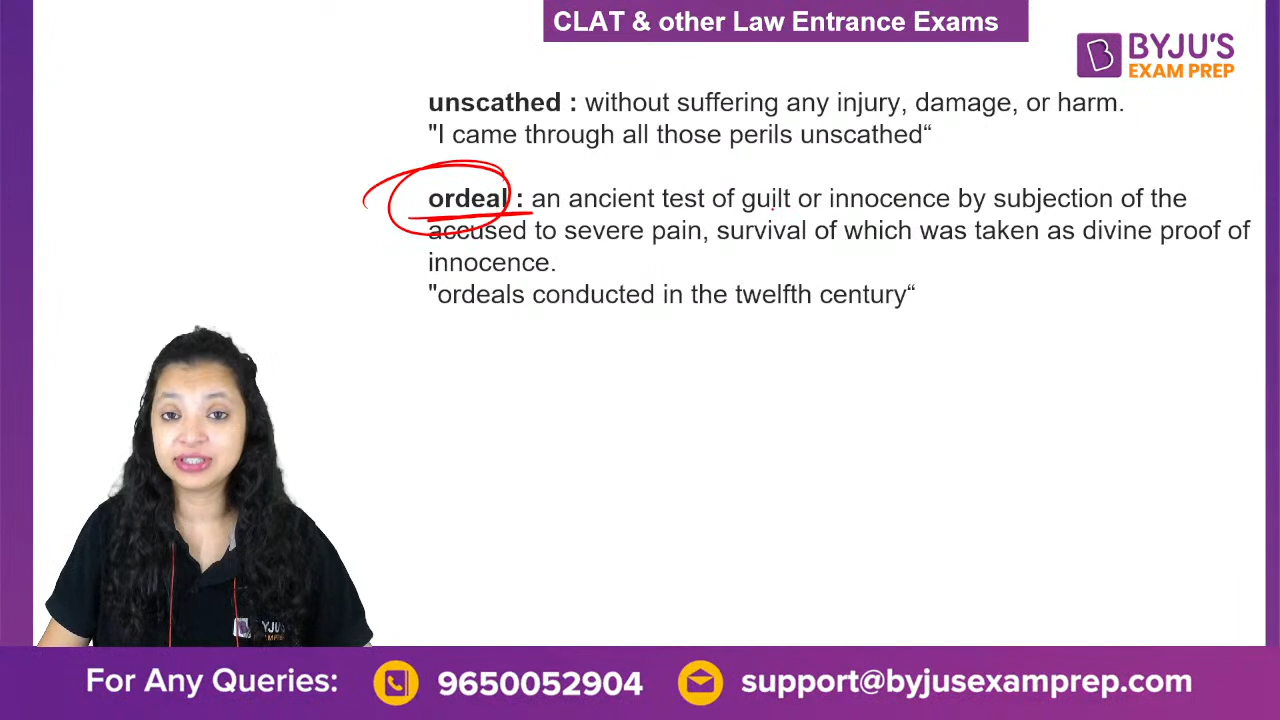 CLAT & other Law Entrance Exams
BYJU'S
EXAM PREP
unscathed : without suffering any injury, damage, or harm.
"I came through all those perils unscathed“
ordeal : an ancient test of guilt or innocence by subjection of the
accused to severe pain, survival of which was taken as divine proof of
innocence.
"ordeals conducted in the twelfth century“
BYJU'S
EXAM PREP
For Any Queries: 9650052904 support@byjusexamprep.com